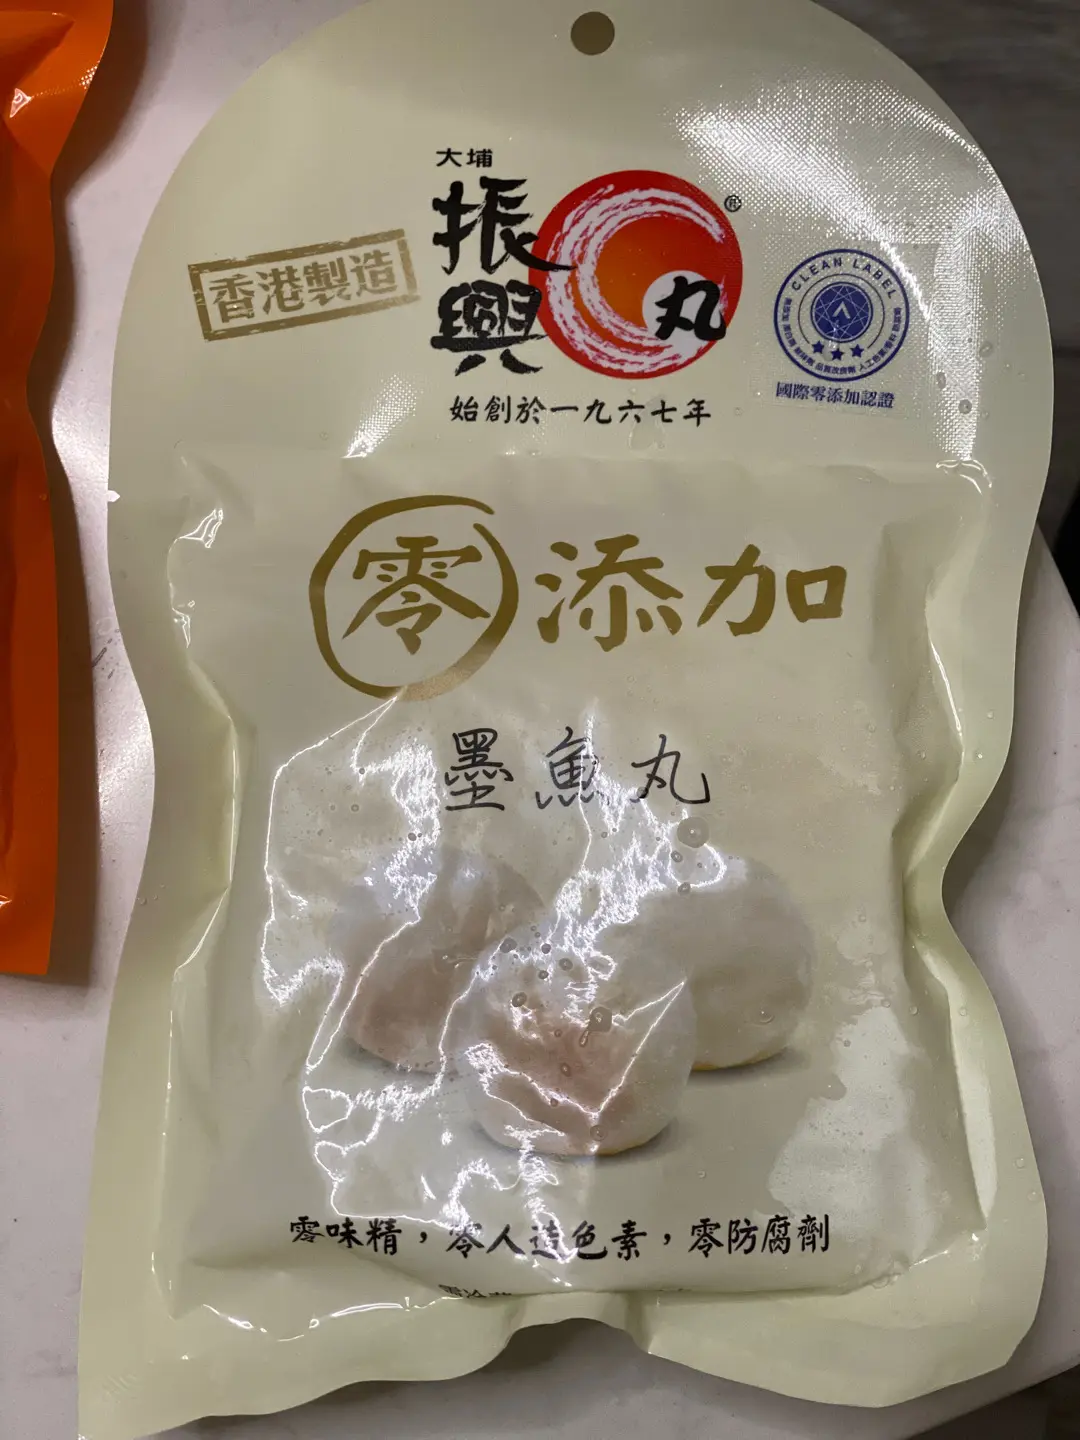 大埔
振興
丸
®
香港製造
始創於一九六七年
CLEAN LABEL
國際零添加認證
零添加
墨魚丸
零味精，零人造色素，零防腐劑